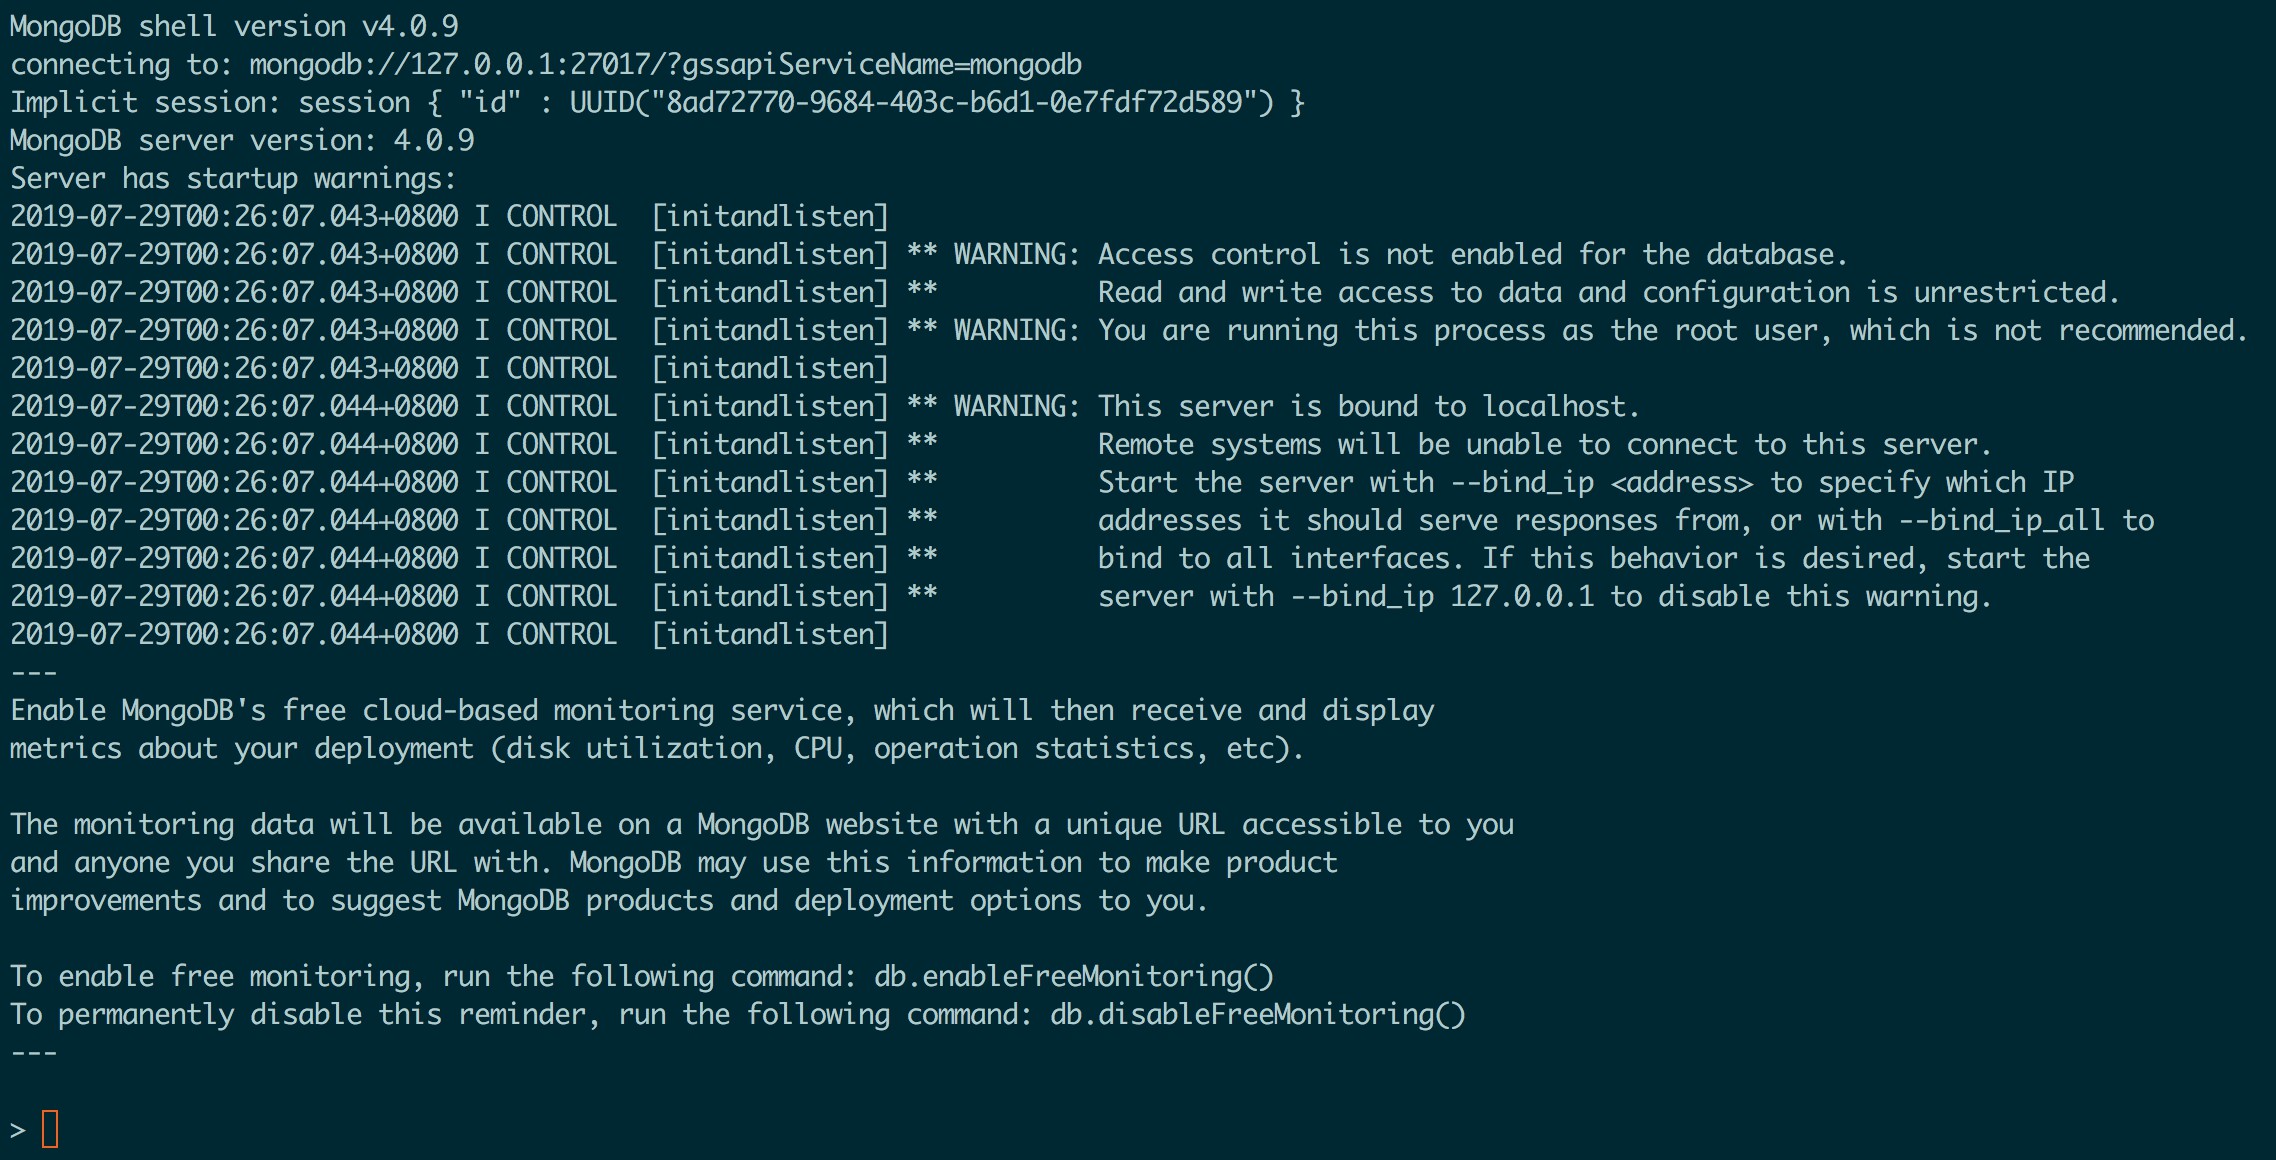 MongoDB shell version v4.0.9
connecting to: mongodb://127.0.0.1:27017/?gssapiServiceName=mongodb
Implicit session: session { "id" : UUID("8ad72770-9684-403c-b6d1-0e7fdf72d589") }
MongoDB server version: 4.0.9
Server has startup warnings:
2019-07-29T00:26:07.043+0800 I CONTROL  [initandlisten]
2019-07-29T00:26:07.043+0800 I CONTROL  [initandlisten] ** WARNING: Access control is not enabled for the database.
2019-07-29T00:26:07.043+0800 I CONTROL  [initandlisten] **          Read and write access to data and configuration is unrestricted.
2019-07-29T00:26:07.043+0800 I CONTROL  [initandlisten] ** WARNING: You are running this process as the root user, which is not recommended.
2019-07-29T00:26:07.043+0800 I CONTROL  [initandlisten]
2019-07-29T00:26:07.044+0800 I CONTROL  [initandlisten] ** WARNING: This server is bound to localhost.
2019-07-29T00:26:07.044+0800 I CONTROL  [initandlisten] **          Remote systems will be unable to connect to this server.
2019-07-29T00:26:07.044+0800 I CONTROL  [initandlisten] **          Start the server with --bind_ip <address> to specify which IP
2019-07-29T00:26:07.044+0800 I CONTROL  [initandlisten] **          addresses it should serve responses from, or with --bind_ip_all to
2019-07-29T00:26:07.044+0800 I CONTROL  [initandlisten] **          bind to all interfaces. If this behavior is desired, start the
2019-07-29T00:26:07.044+0800 I CONTROL  [initandlisten] **          server with --bind_ip 127.0.0.1 to disable this warning.
2019-07-29T00:26:07.044+0800 I CONTROL  [initandlisten]
---
Enable MongoDB's free cloud-based monitoring service, which will then receive and display
metrics about your deployment (disk utilization, CPU, operation statistics, etc).

The monitoring data will be available on a MongoDB website with a unique URL accessible to you
and anyone you share the URL with. MongoDB may use this information to make product
improvements and to suggest MongoDB products and deployment options to you.

To enable free monitoring, run the following command: db.enableFreeMonitoring()
To permanently disable this reminder, run the following command: db.disableFreeMonitoring()
---

>